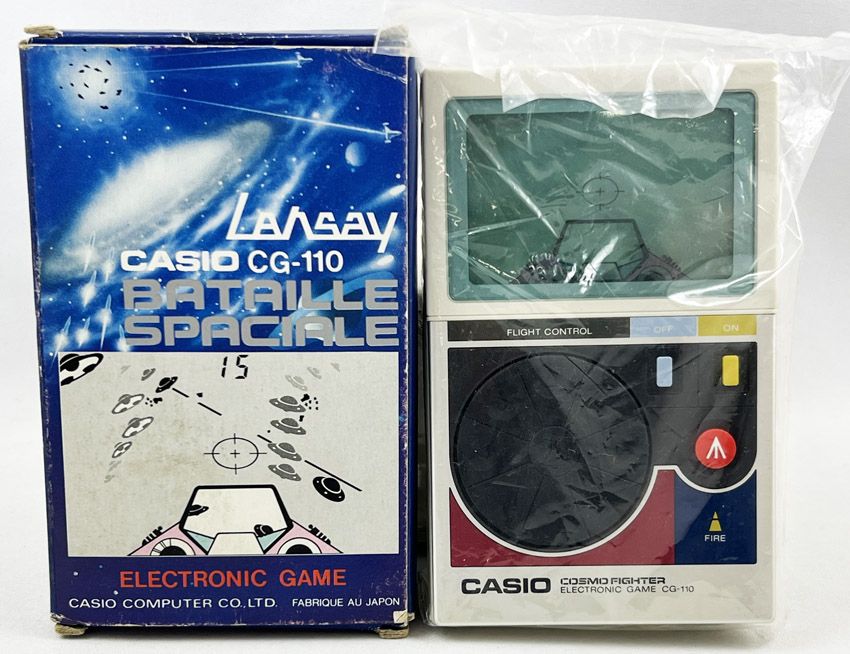 Lansay
CASIO CG-110
BATAILLE
SPACIALE
15
ELECTRONIC GAME
CASIO COMPUTER CO.,LTD. FABRIQUE AU JAPON
FLIGHT CONTROL OFF ON
FIRE
CASIO COSMO FIGHTER
ELECTRONIC GAME CG-110